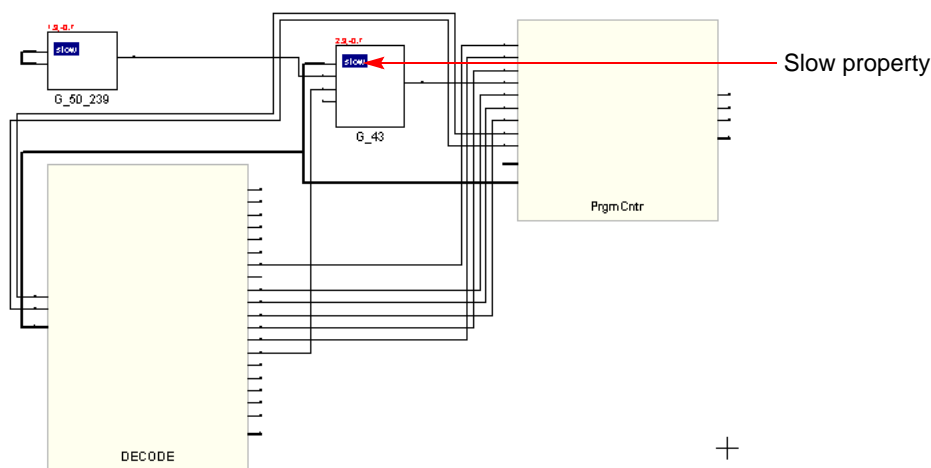 slow
G_50_239
slow
G_43
Slow property
PrgmCntr
DECODE